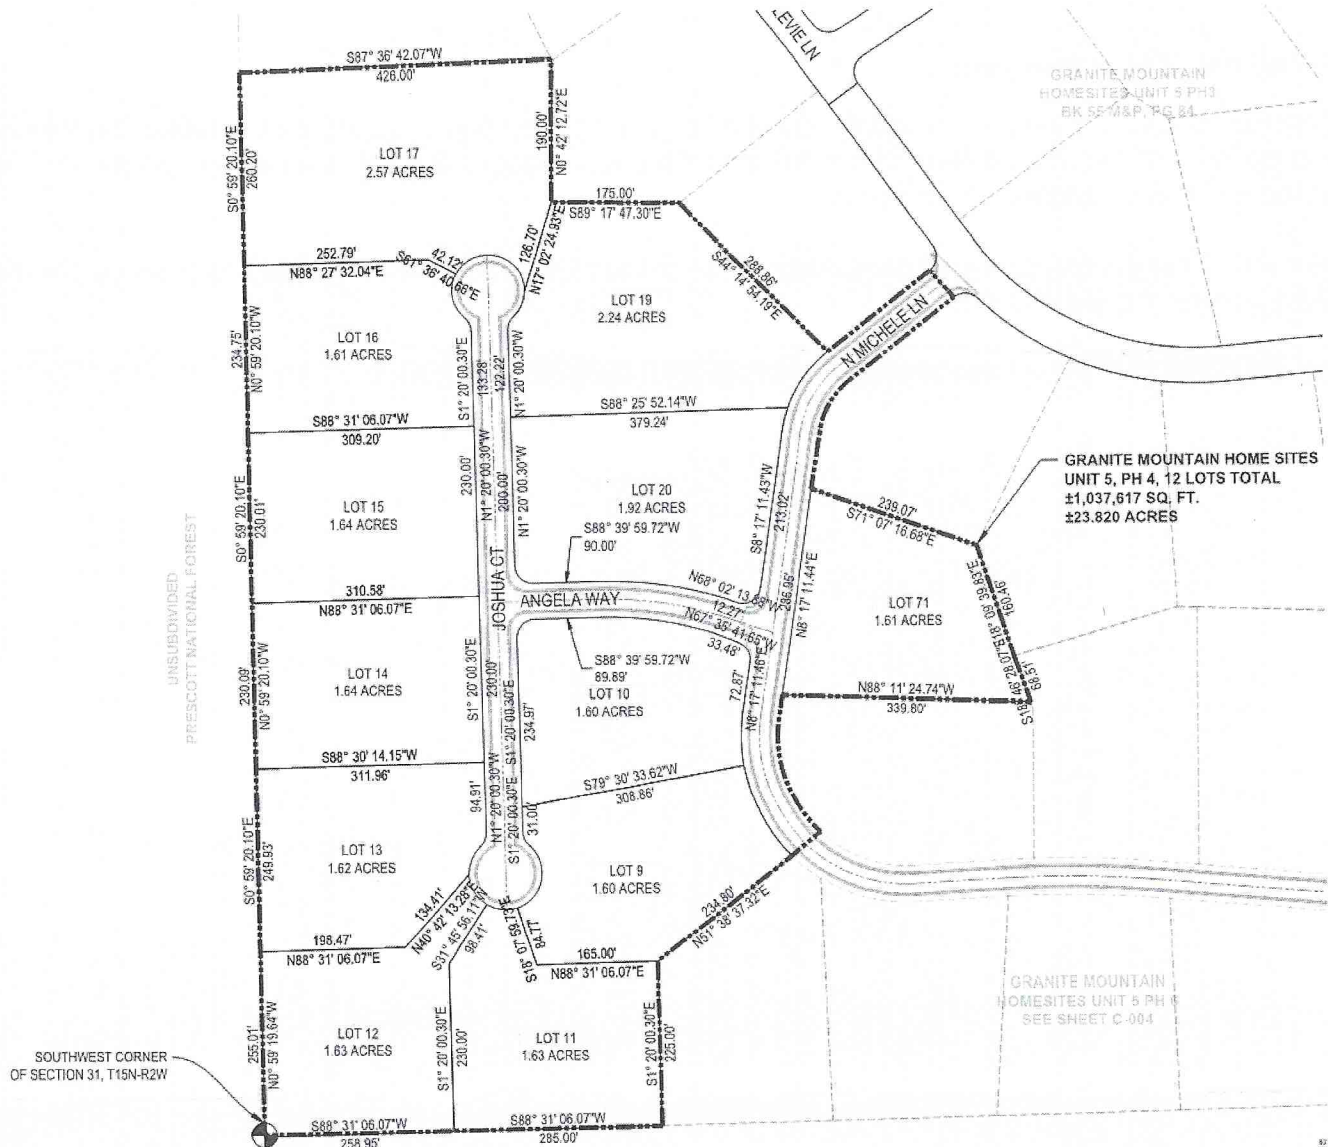 S87° 36' 42.07"W
426.00'
LEVIE LN
GRANITE MOUNTAIN
HOMESITES UNIT 5 PH3
BK 55 M&P, PG 84
S0° 59' 20.10"E
260.20'
LOT 17
2.57 ACRES
190.00'
N0° 42' 12.72"E
175.00'
S89° 17' 47.30"E
126.70'
N17° 02' 24.93"E
288.86'
S44° 14' 54.19"E
252.79'
N88° 27' 32.04"E
42.12'
S61° 36' 40.66"E
LOT 19
2.24 ACRES
N MICHELE LN
234.75'
N0° 59' 20.10"W
LOT 16
1.61 ACRES
S1° 20' 00.30"E
133.28'
122.22'
N1° 20' 00.30"W
S88° 31' 06.07"W
309.20'
S88° 25' 52.14"W
379.24'
GRANITE MOUNTAIN HOME SITES
UNIT 5, PH 4, 12 LOTS TOTAL
±1,037,617 SQ. FT.
±23.820 ACRES
S0° 59' 20.10"E
230.01'
LOT 15
1.64 ACRES
230.00'
N1° 20' 00.30"W
200.00'
N1° 20' 00.30"W
LOT 20
1.92 ACRES
S88° 39' 59.72"W
90.00'
S8° 17' 11.43"W
213.02'
239.07'
S71° 07' 16.68"E
UNSUBDIVIDED
PRESCOTT NATIONAL FOREST
310.58'
N88° 31' 06.07"E
JOSHUA CT
ANGELA WAY
N68° 02' 13.88"W
12.27'
N67° 35' 41.65"W
33.48'
286.95'
N8° 17' 11.44"E
LOT 71
1.61 ACRES
160.46'
68.51'
230.09'
N0° 59' 20.10"W
LOT 14
1.64 ACRES
S1° 20' 00.30"E
230.00'
S1° 20' 00.30"E
234.97'
S88° 39' 59.72"W
89.89'
LOT 10
1.60 ACRES
72.87'
N8° 17' 11.46"E
N88° 11' 24.74"W
339.80'
S88° 30' 14.15"W
311.96'
S79° 30' 33.62"W
308.86'
S0° 59' 20.10"E
249.93'
LOT 13
1.62 ACRES
94.91'
N1° 20' 00.30"W
S1° 20' 00.30"E
31.00'
LOT 9
1.60 ACRES
134.41'
N40° 42' 13.28"E
S31° 45' 56.11"W
98.41'
S18° 07' 59.73"E
84.77'
234.80'
N51° 38' 37.32"E
198.47'
N88° 31' 06.07"E
165.00'
N88° 31' 06.07"E
GRANITE MOUNTAIN
HOMESITES UNIT 5 PH 6
SEE SHEET C-004
255.01'
N0° 59' 19.64"W
LOT 12
1.63 ACRES
S1° 20' 00.30"E
230.00'
LOT 11
1.63 ACRES
S1° 20' 00.30"E
225.00'
SOUTHWEST CORNER
OF SECTION 31, T15N-R2W
S88° 31' 06.07"W
258.95'
S88° 31' 06.07"W
285.00'